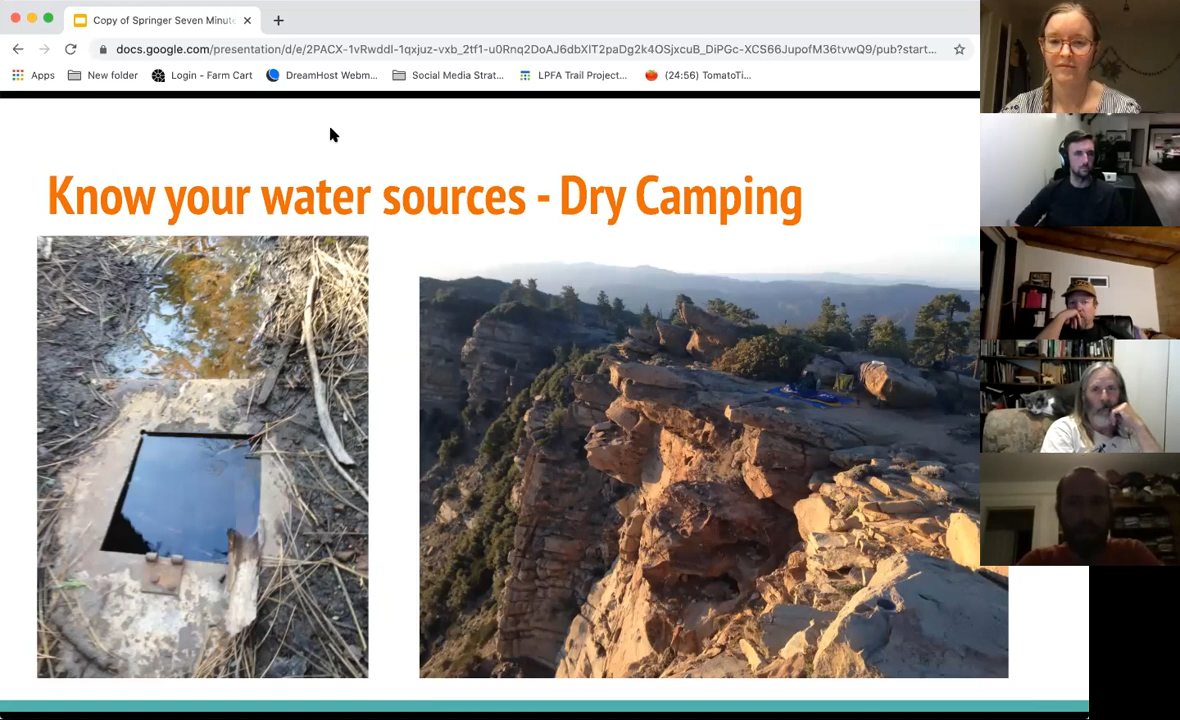 Copy of Springer Seven Minut
docs.google.com/presentation/d/e/2PACX-1vRwddI-1qxjuz-vxb_2tf1-u0Rnq2DoAJ6dbXIT2paDg2k4OSjxcuB_DiPGc-XCS66JupofM36tvwQ9/pub?start...
Apps New folder Login - Farm Cart DreamHost Webm... Social Media Strat... LPFA Trail Project... (24:56) TomatoTi...
Know your water sources - Dry Camping